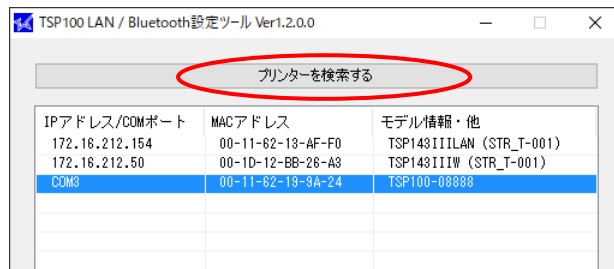 TSP100 LAN / Bluetooth設定ツール Ver1.2.0.0
プリンターを検索する
IPアドレス/COMポート MACアドレス モデル情報・他
172.16.212.154 00-11-62-13-AF-F0 TSP143IIILAN (STR_T-001)
172.16.212.50 00-1D-12-BB-26-A3 TSP143IIIW (STR_T-001)
COM3 00-11-62-19-9A-24 TSP100-08888